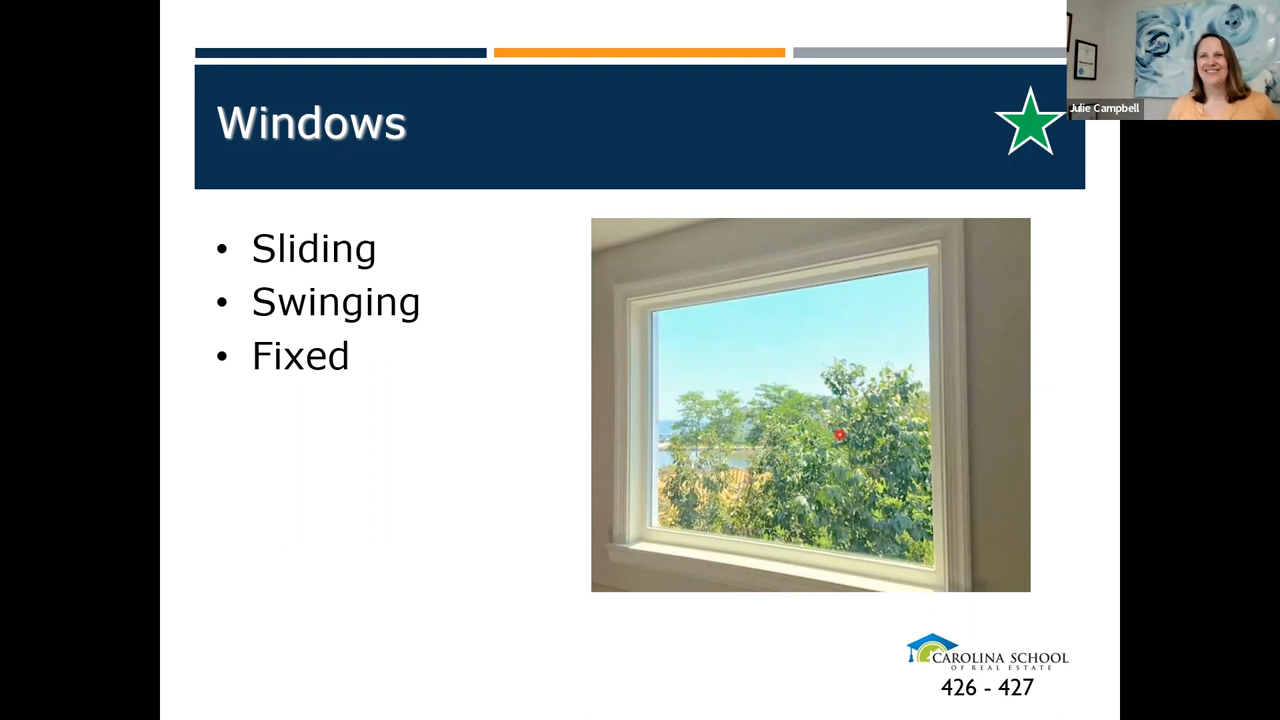 Windows
Julie Campbell
• Sliding
• Swinging
• Fixed
CAROLINA SCHOOL
OF REAL ESTATE
426 - 427